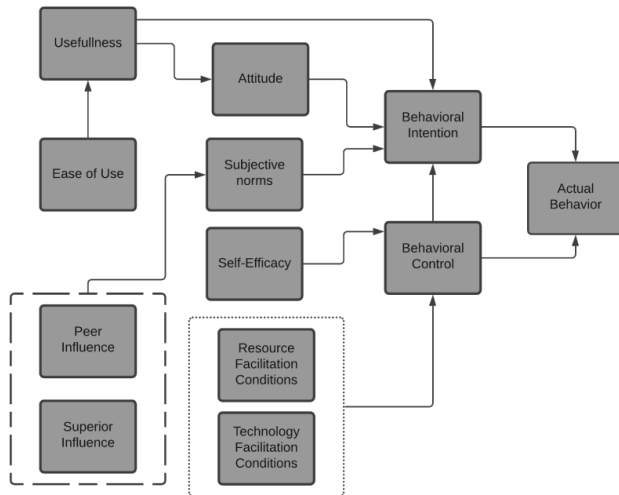 Usefullness
Attitude
Behavioral
Intention
Ease of Use
Subjective
norms
Actual
Behavior
Self-Efficacy
Behavioral
Control
Peer
Influence
Resource
Facilitation
Conditions
Superior
Influence
Technology
Facilitation
Conditions